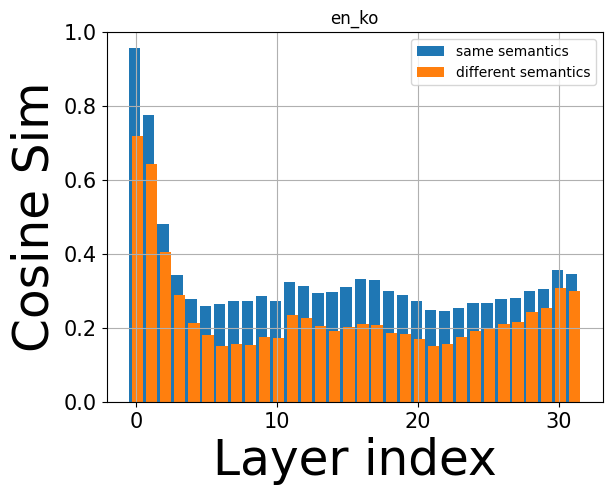 en_ko
same semantics
different semantics
Cosine Sim
1.0
0.8
0.6
0.4
0.2
0.0
0 10 20 30
Layer index